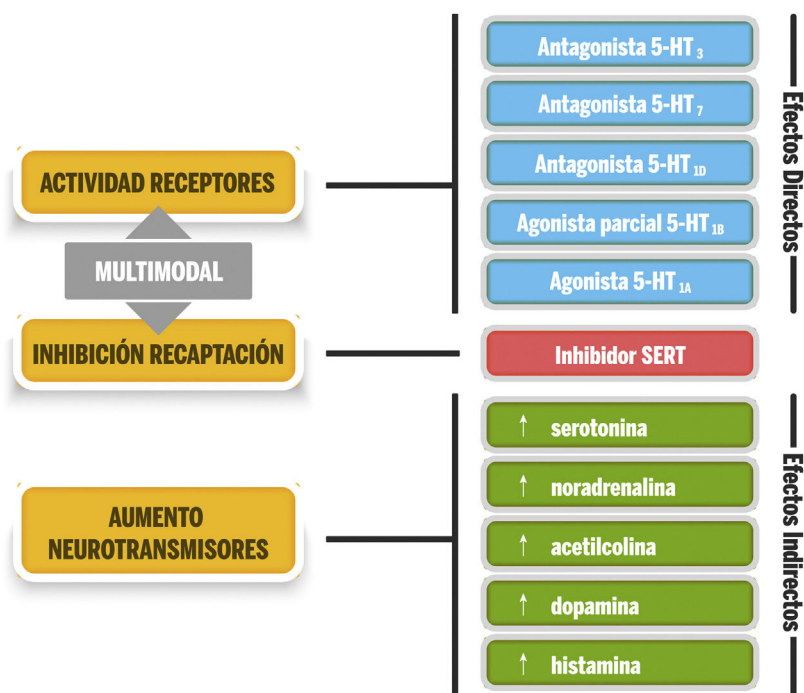 Antagonista 5-HT₃
Antagonista 5-HT₇
Antagonista 5-HT₁D
Agonista parcial 5-HT₁B
Agonista 5-HT₁A
Efectos Directos
ACTIVIDAD RECEPTORES
MULTIMODAL
INHIBICIÓN RECAPTACIÓN
Inhibidor SERT
AUMENTO
NEUROTRANSMISORES
↑ serotonina
↑ noradrenalina
↑ acetilcolina
↑ dopamina
↑ histamina
Efectos Indirectos